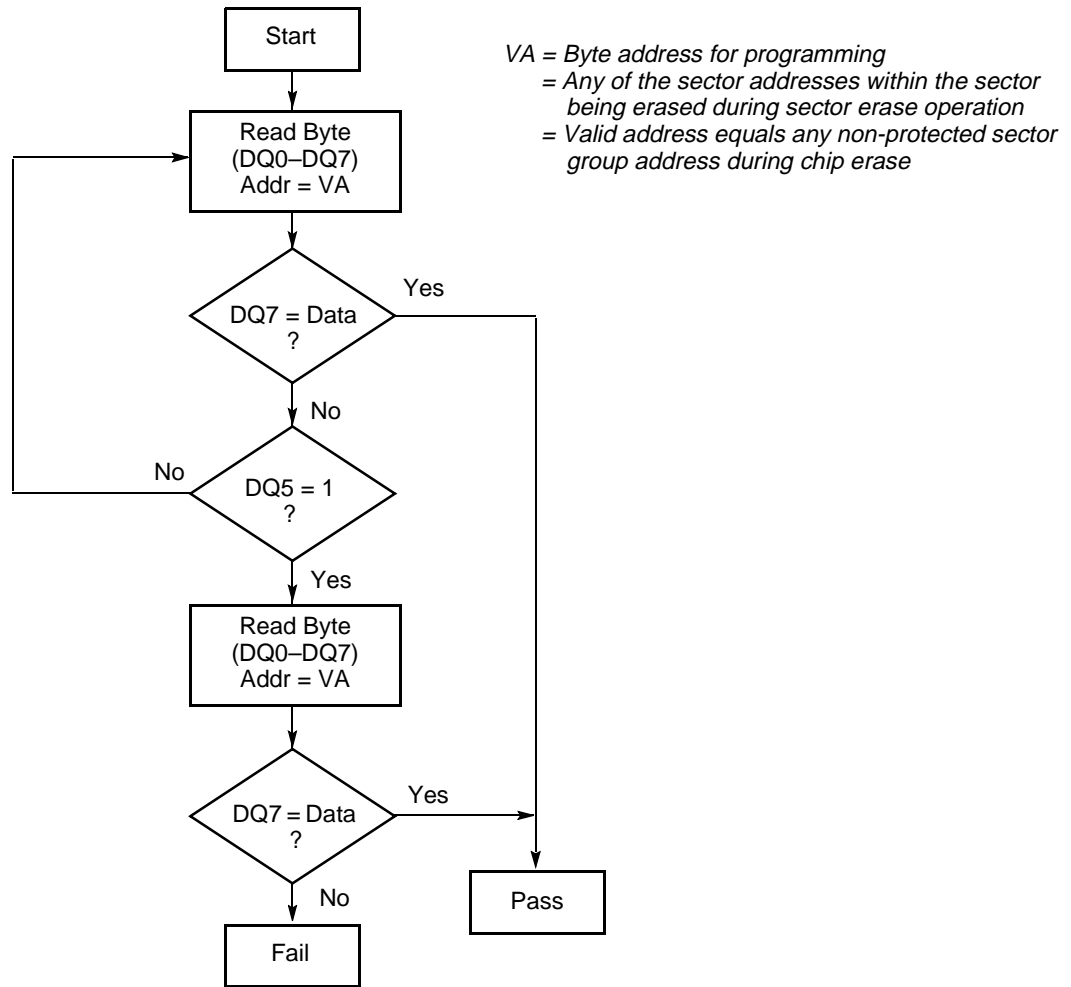 Start
VA = Byte address for programming
= Any of the sector addresses within the sector
being erased during sector erase operation
= Valid address equals any non-protected sector
group address during chip erase
Read Byte
(DQ0–DQ7)
Addr = VA
Yes
DQ7 = Data
?
No
No
DQ5 = 1
?
Yes
Read Byte
(DQ0–DQ7)
Addr = VA
Yes
DQ7 = Data
?
No
Pass
Fail